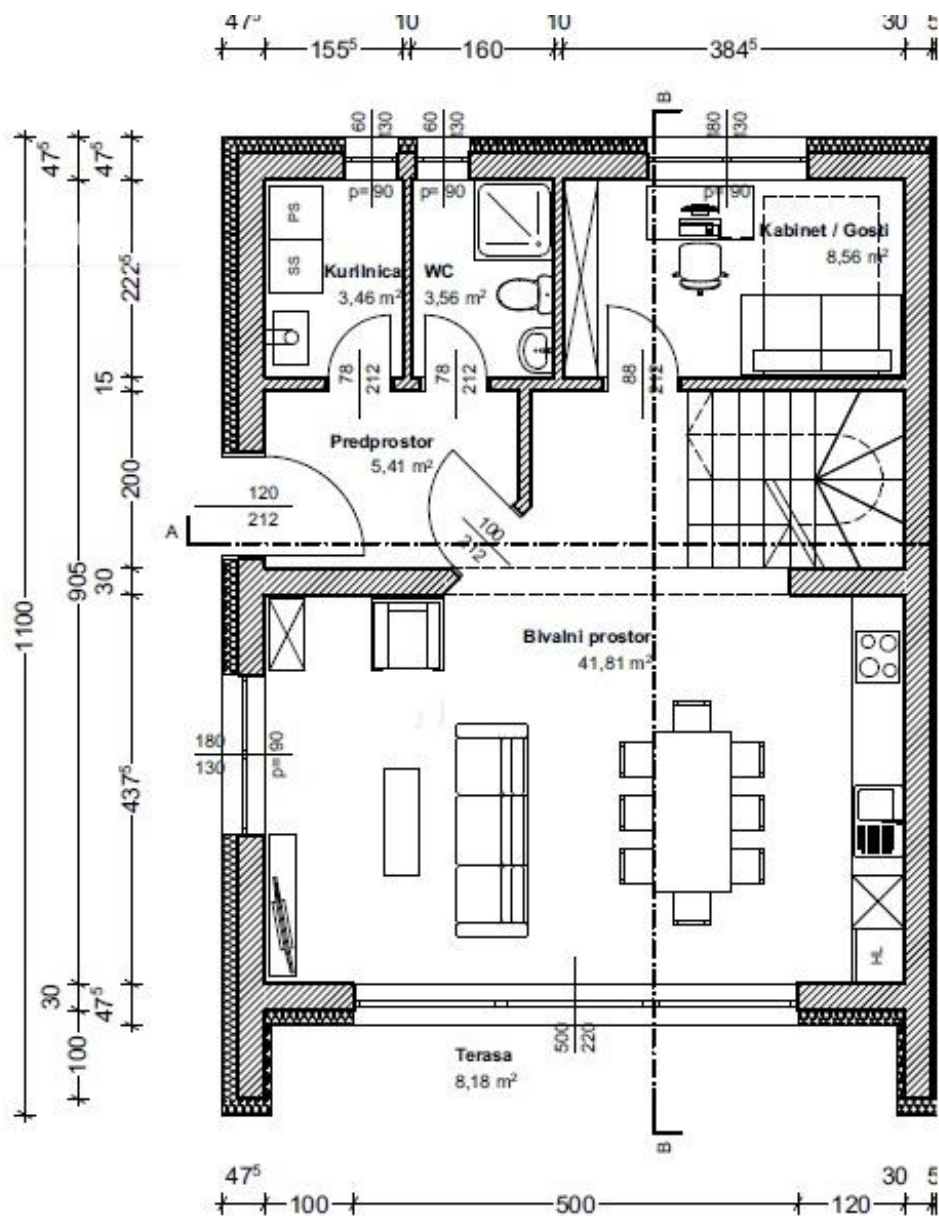 47⁵ 10 10 30 5
155⁵ 160 384⁵
B
60 130 60 130 180 130
47⁵ 47⁵
p= 90 p= 90 p= 90
PS
SS
Kabinet / Gosti
8,56 m²
Kurilnica
3,46 m²
WC
3,56 m²
222⁵
15
78 212
78 212
88 212
Predprostor
5,41 m²
200
120
212
A
100
212
905
30
1100
Bivalni prostor
41,81 m²
180
130
p= 90
437⁵
HL
30
47⁵
100
500
220
Terasa
8,18 m²
B
47⁵ 30 5
100 500 120